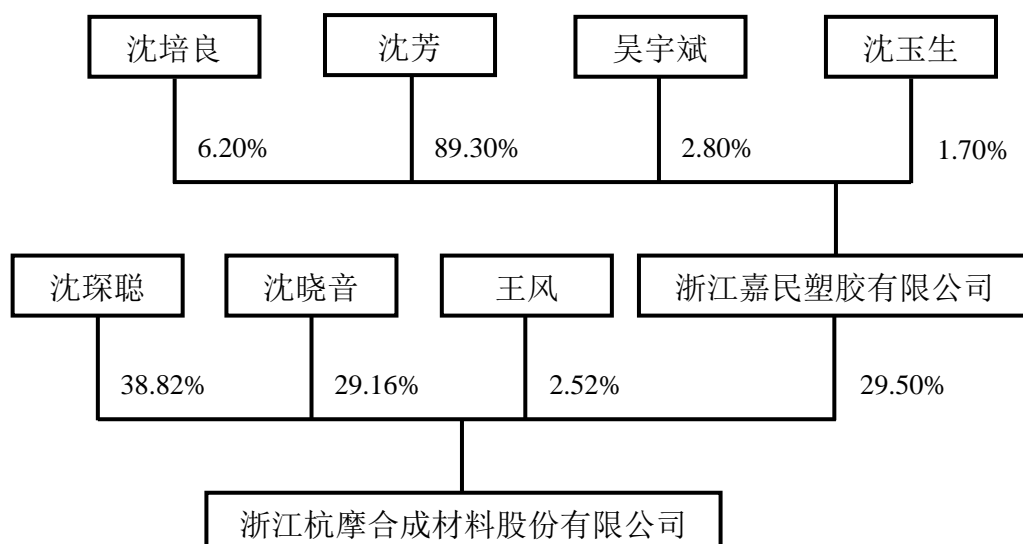 沈培良 沈芳 吴宇斌 沈玉生
6.20% 89.30% 2.80% 1.70%
沈琛聪 沈晓音 王风 浙江嘉民塑胶有限公司
38.82% 29.16% 2.52% 29.50%
浙江杭摩合成材料股份有限公司